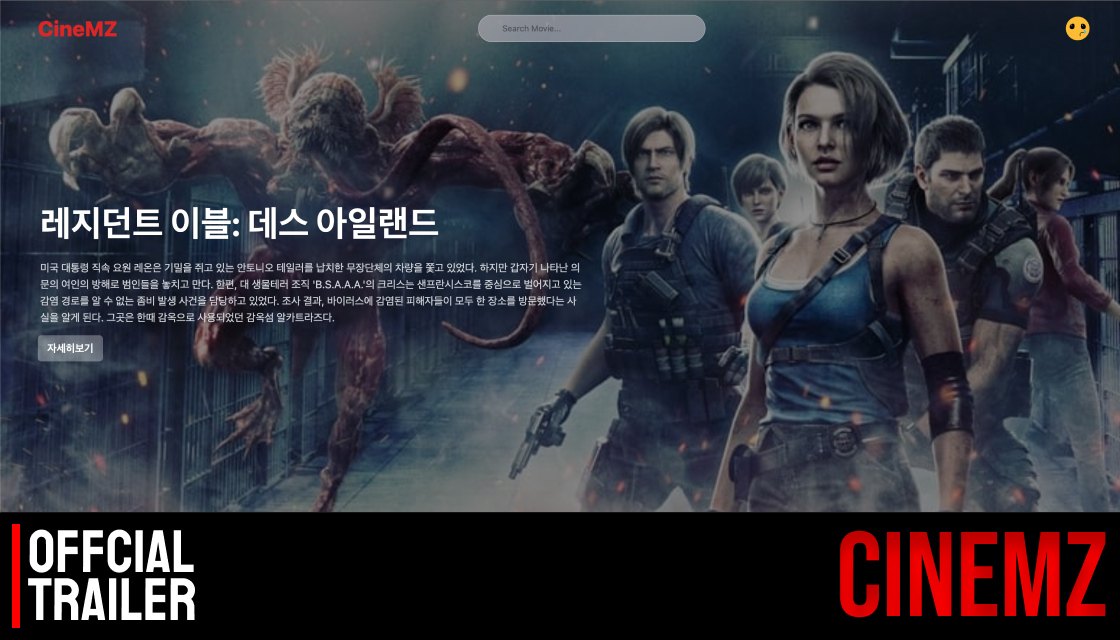 CineMZ
Search Movie...
레지던트 이블: 데스 아일랜드
미국 대통령 직속 요원 레온은 기밀을 쥐고 있는 안토니오 테일러를 납치한 무장단체의 차량을 쫓고 있었다. 하지만 갑자기 나타난 의
문의 여인의 방해로 범인들을 놓치고 만다. 한편, 대 생물테러 조직 'B.S.A.A.A.'의 크리스는 샌프란시스코를 중심으로 벌어지고 있는
감염 경로를 알 수 없는 좀비 발생 사건을 담당하고 있었다. 조사 결과, 바이러스에 감염된 피해자들이 모두 한 장소를 방문했다는 사
실을 알게 된다. 그곳은 한때 감옥으로 사용되었던 감옥섬 알카트라즈다.
자세히보기
OFFCIAL
TRAILER
CINEMZ